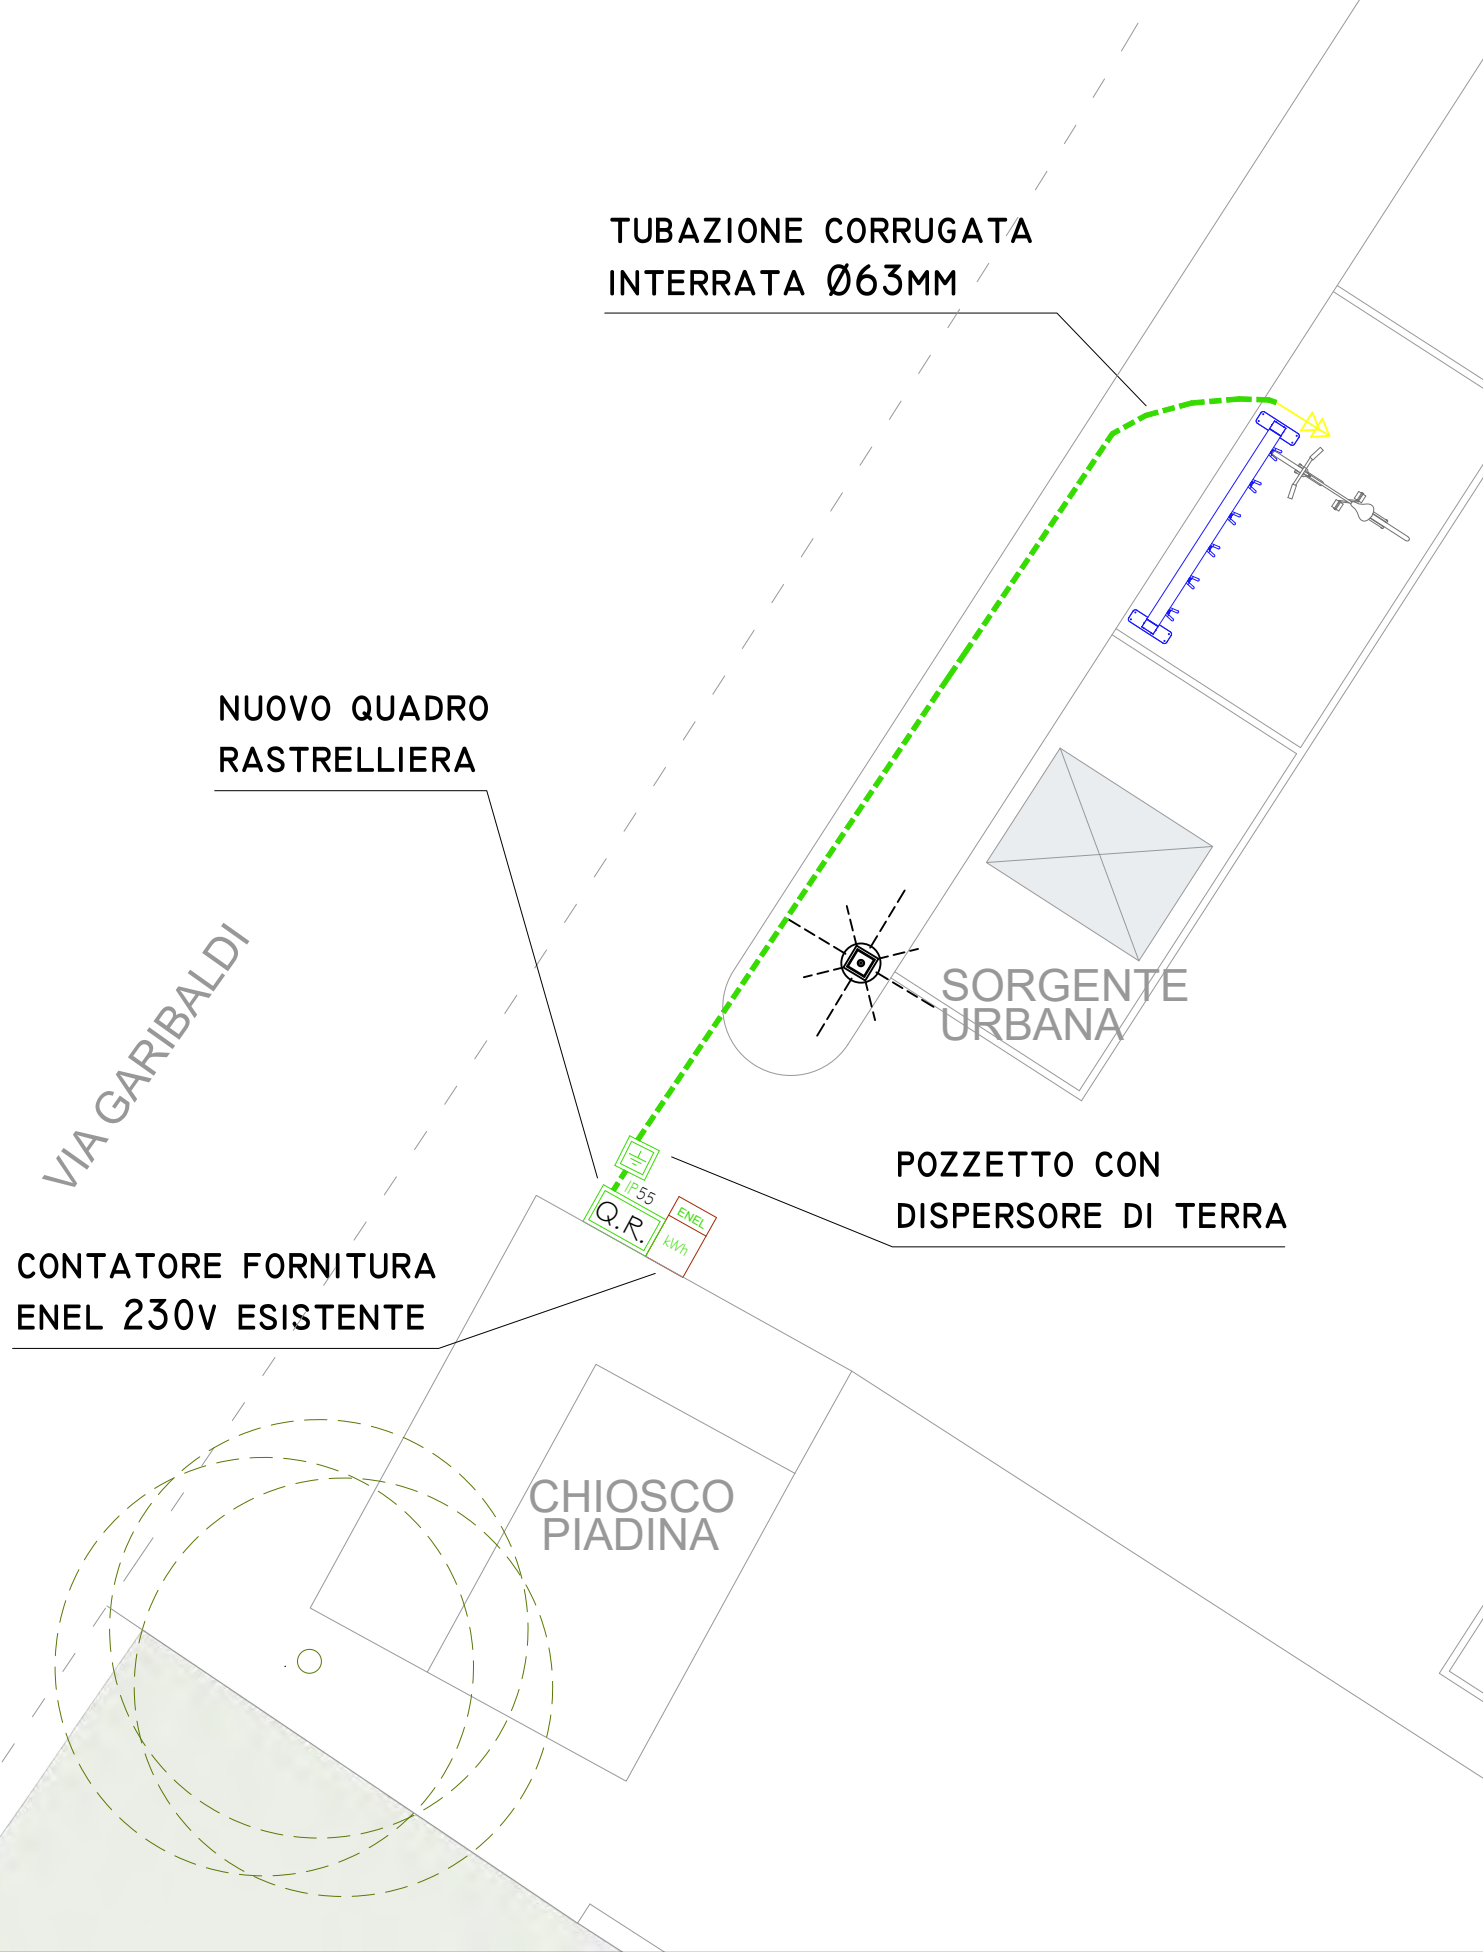 TUBAZIONE CORRUGATA
INTERRATA Ø63MM
NUOVO QUADRO
RASTRELLIERA
VIA GARIBALDI
SORGENTE
URBANA
POZZETTO CON
DISPERSORE DI TERRA
IP55
Q.R.
ENEL
kWh
CONTATORE FORNITURA
ENEL 230V ESISTENTE
CHIOSCO
PIADINA